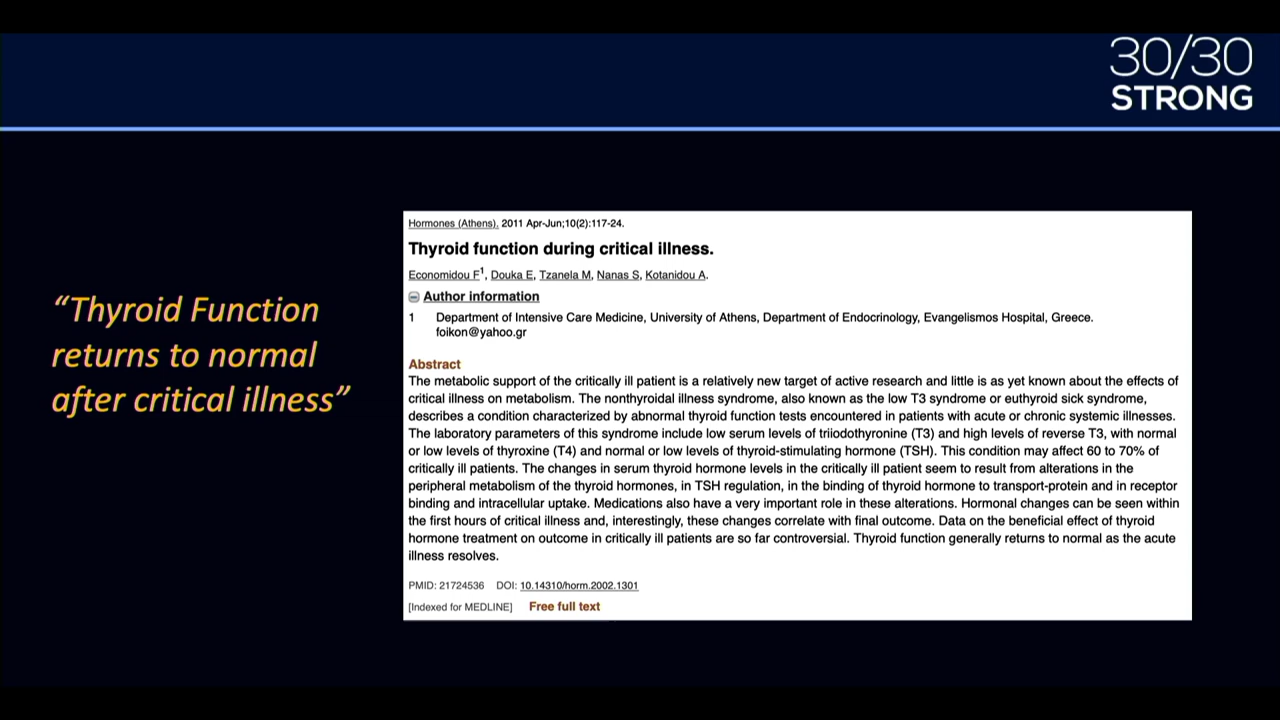 30/30
STRONG
“Thyroid Function
returns to normal
after critical illness”
Hormones (Athens). 2011 Apr-Jun;10(2):117-24.
Thyroid function during critical illness.
Economidou F1, Douka E, Tzanela M, Nanas S, Kotanidou A.
Author information
1 Department of Intensive Care Medicine, University of Athens, Department of Endocrinology, Evangelismos Hospital, Greece.
foikon@yahoo.gr
Abstract
The metabolic support of the critically ill patient is a relatively new target of active research and little is as yet known about the effects of
critical illness on metabolism. The nonthyroidal illness syndrome, also known as the low T3 syndrome or euthyroid sick syndrome,
describes a condition characterized by abnormal thyroid function tests encountered in patients with acute or chronic systemic illnesses.
The laboratory parameters of this syndrome include low serum levels of triiodothyronine (T3) and high levels of reverse T3, with normal
or low levels of thyroxine (T4) and normal or low levels of thyroid-stimulating hormone (TSH). This condition may affect 60 to 70% of
critically ill patients. The changes in serum thyroid hormone levels in the critically ill patient seem to result from alterations in the
peripheral metabolism of the thyroid hormones, in TSH regulation, in the binding of thyroid hormone to transport-protein and in receptor
binding and intracellular uptake. Medications also have a very important role in these alterations. Hormonal changes can be seen within
the first hours of critical illness and, interestingly, these changes correlate with final outcome. Data on the beneficial effect of thyroid
hormone treatment on outcome in critically ill patients are so far controversial. Thyroid function generally returns to normal as the acute
illness resolves.
PMID: 21724536 DOI: 10.14310/horm.2002.1301
[Indexed for MEDLINE] Free full text